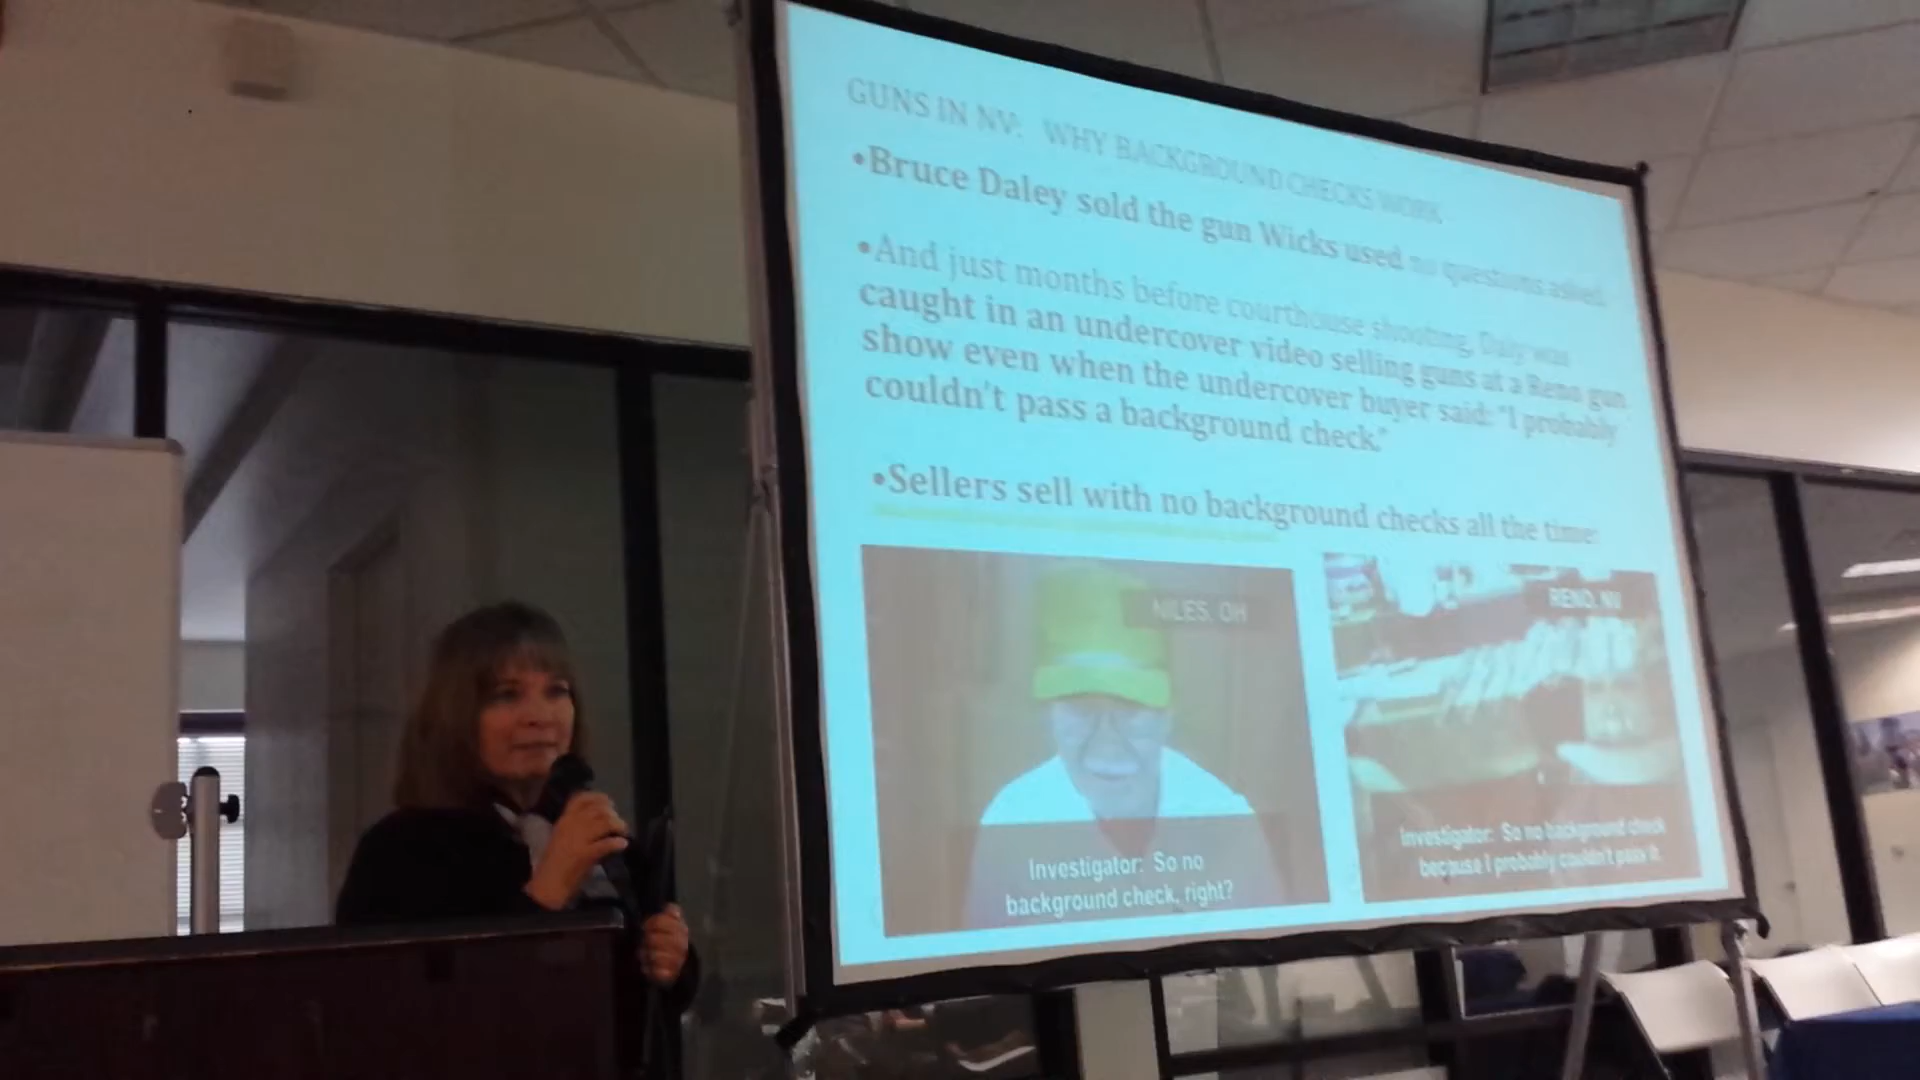 GUNS IN NV: WHY BACKGROUND CHECKS WORK
•Bruce Daley sold the gun Wicks used no questions asked.
•And just months before courthouse shooting, Daly was
caught in an undercover video selling guns at a Reno gun
show even when the undercover buyer said: "I probably
couldn't pass a background check."
•Sellers sell with no background checks all the time:
NILES, OH
Investigator: So no
background check, right?
RENO, NV
Investigator: So no background check
because I probably couldn't pass it.